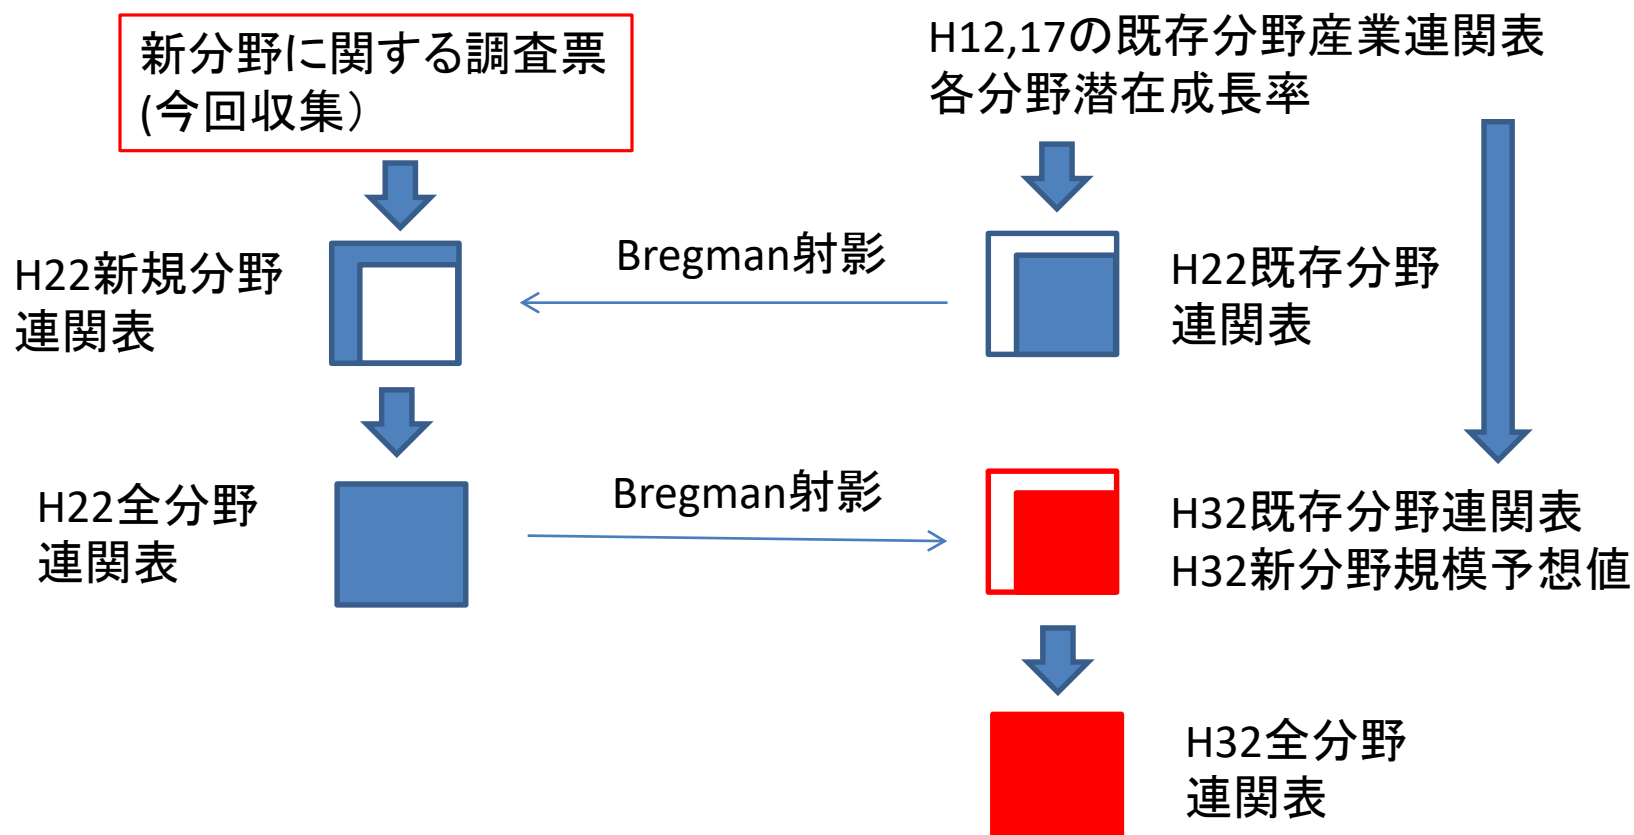 新分野に関する調査票
(今回収集）
H12,17の既存分野産業連関表
各分野潜在成長率
H22新規分野
連関表
Bregman射影
H22既存分野
連関表
H22全分野
連関表
Bregman射影
H32既存分野連関表
H32新分野規模予想値
H32全分野
連関表